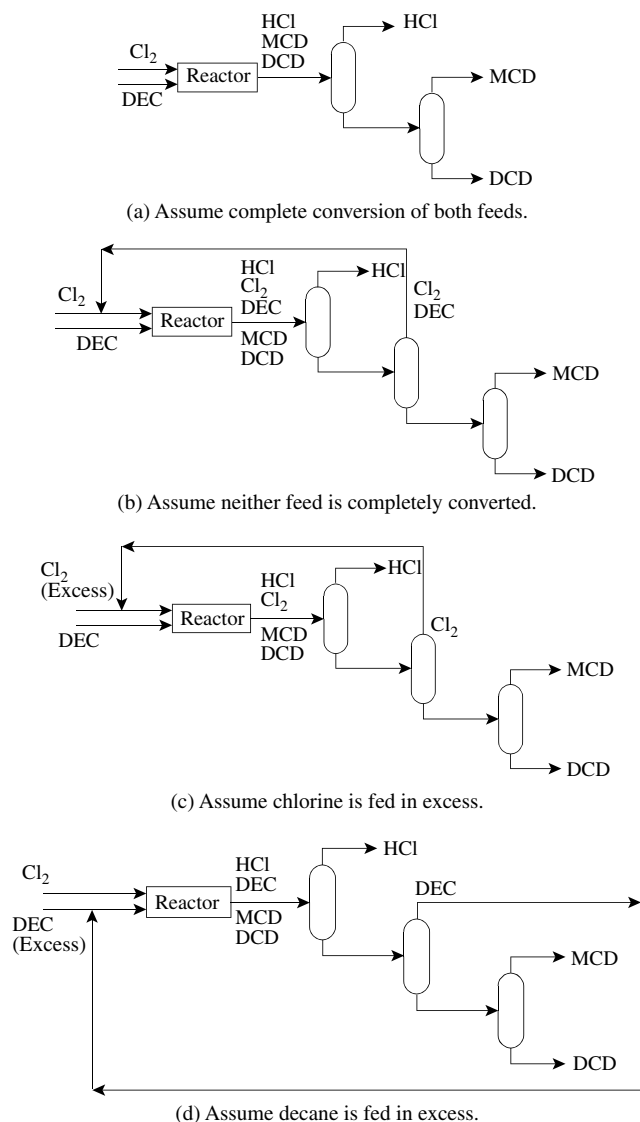 HCl
HCl
MCD
DCD
Cl2
Reactor
DEC
MCD
DCD
(a) Assume complete conversion of both feeds.
HCl
Cl2
DEC
HCl
Cl2
DEC
Cl2
Reactor
DEC
MCD
DCD
MCD
DCD
(b) Assume neither feed is completely converted.
Cl2
(Excess)
HCl
Cl2
HCl
Reactor
DEC
MCD
DCD
Cl2
MCD
DCD
(c) Assume chlorine is fed in excess.
HCl
Cl2
HCl
DEC
DEC
Reactor
DEC
(Excess)
MCD
DCD
MCD
DCD
(d) Assume decane is fed in excess.